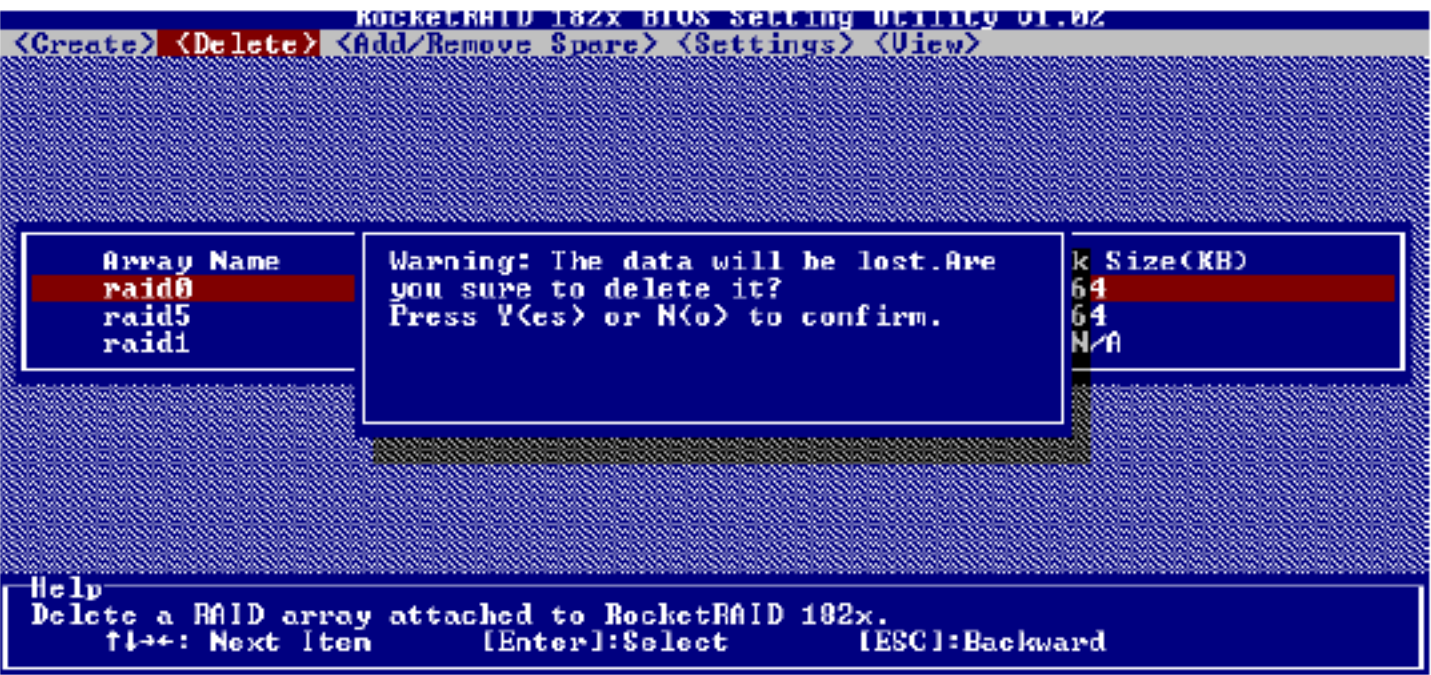 RocketRAID 182x BIOS Setting Utility v1.02
<Create> <Delete> <Add/Remove Spare> <Settings> <View>
Array Name
k Size(KB)
raid0
64
raid5
64
raid1
N/A
Warning: The data will be lost.Are
you sure to delete it?
Press Y(es) or N(o) to confirm.
Help
Delete a RAID array attached to RocketRAID 182x.
↑↓→←: Next Item [Enter]:Select [ESC]:Backward